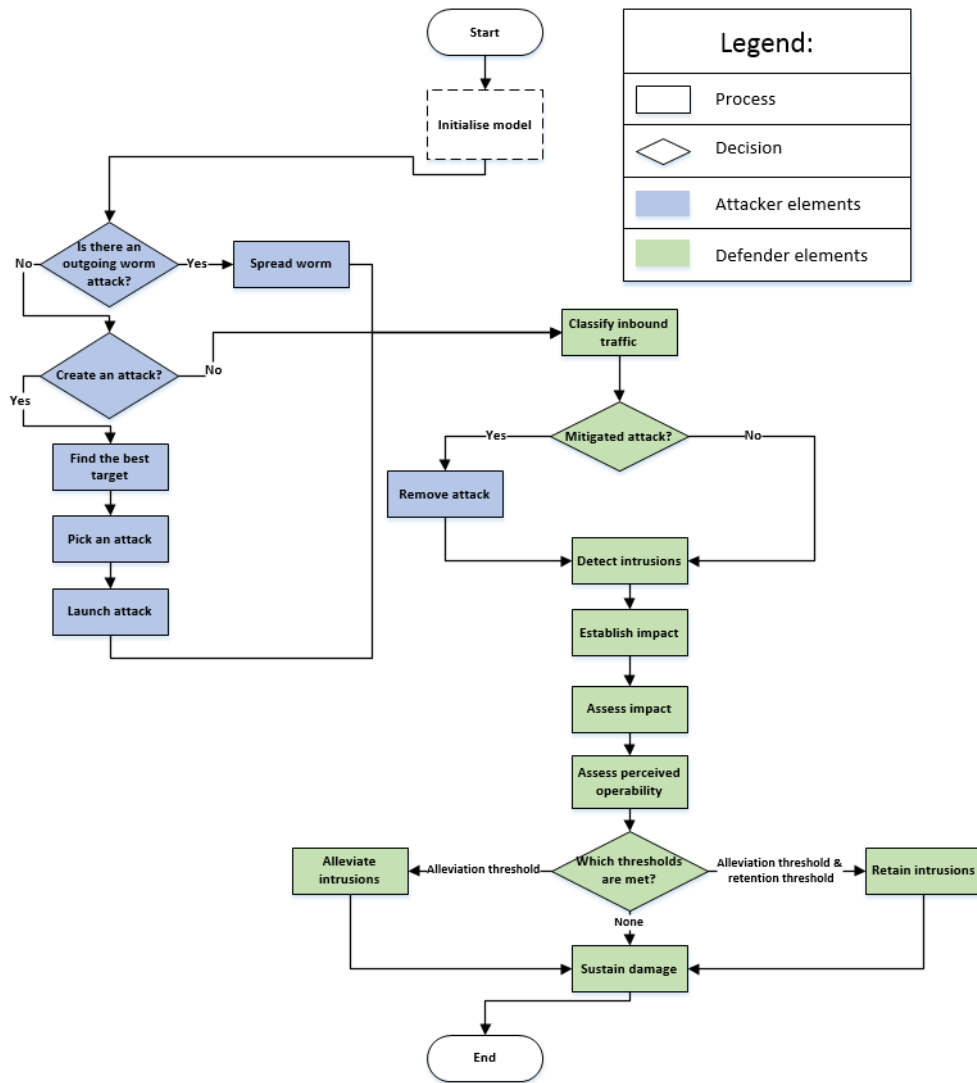 Start
Legend:
Process
Decision
Attacker elements
Defender elements
Initialise model
Is there an
outgoing worm
attack?
No
Yes
Spread worm
Create an attack?
No
Yes
Find the best
target
Pick an attack
Launch attack
Classify inbound
traffic
Mitigated attack?
Yes
No
Remove attack
Detect intrusions
Establish impact
Assess impact
Assess perceived
operability
Which thresholds
are met?
Alleviation threshold
Alleviate
intrusions
Alleviation threshold &
retention threshold
Retain intrusions
None
Sustain damage
End